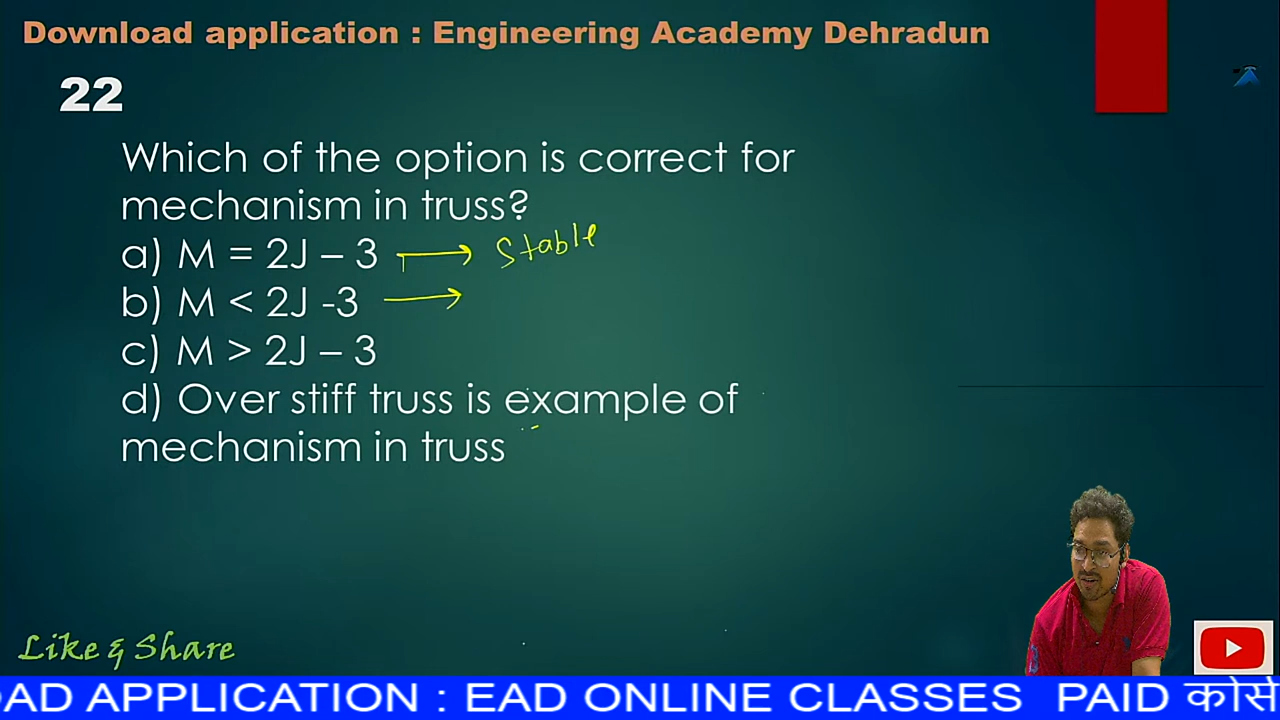 Download application : Engineering Academy Dehradun
22
Which of the option is correct for
mechanism in truss?
a) M = 2J – 3 → Stable
b) M < 2J -3 →
c) M > 2J – 3
d) Over stiff truss is example of
mechanism in truss
Like & Share
OAD APPLICATION : EAD ONLINE CLASSES PAID कोर्स